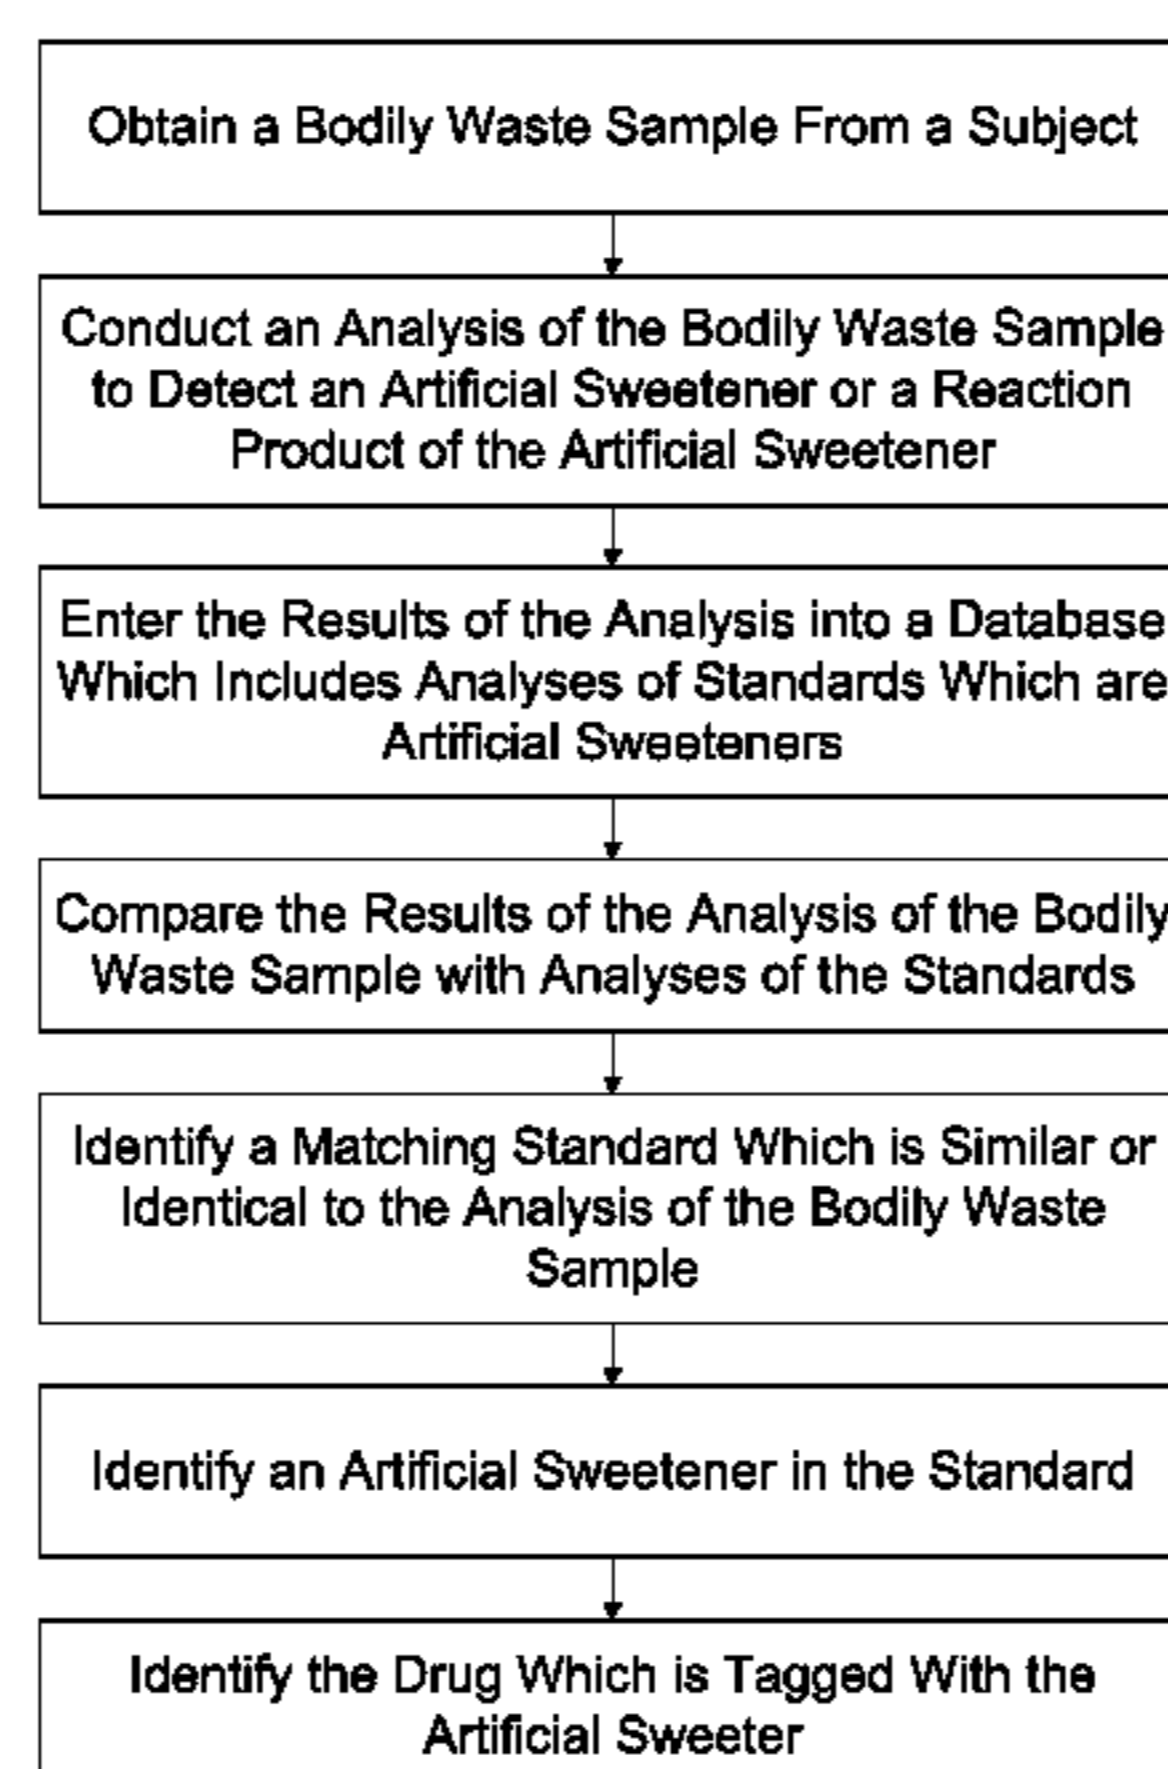 Obtain a Bodily Waste Sample From a Subject
Conduct an Analysis of the Bodily Waste Sample
to Detect an Artificial Sweetener or a Reaction
Product of the Artificial Sweetener
Enter the Results of the Analysis into a Database
Which Includes Analyses of Standards Which are
Artificial Sweeteners
Compare the Results of the Analysis of the Bodily
Waste Sample with Analyses of the Standards
Identify a Matching Standard Which is Similar or
Identical to the Analysis of the Bodily Waste
Sample
Identify an Artificial Sweetener in the Standard
Identify the Drug Which is Tagged With the
Artificial Sweeter